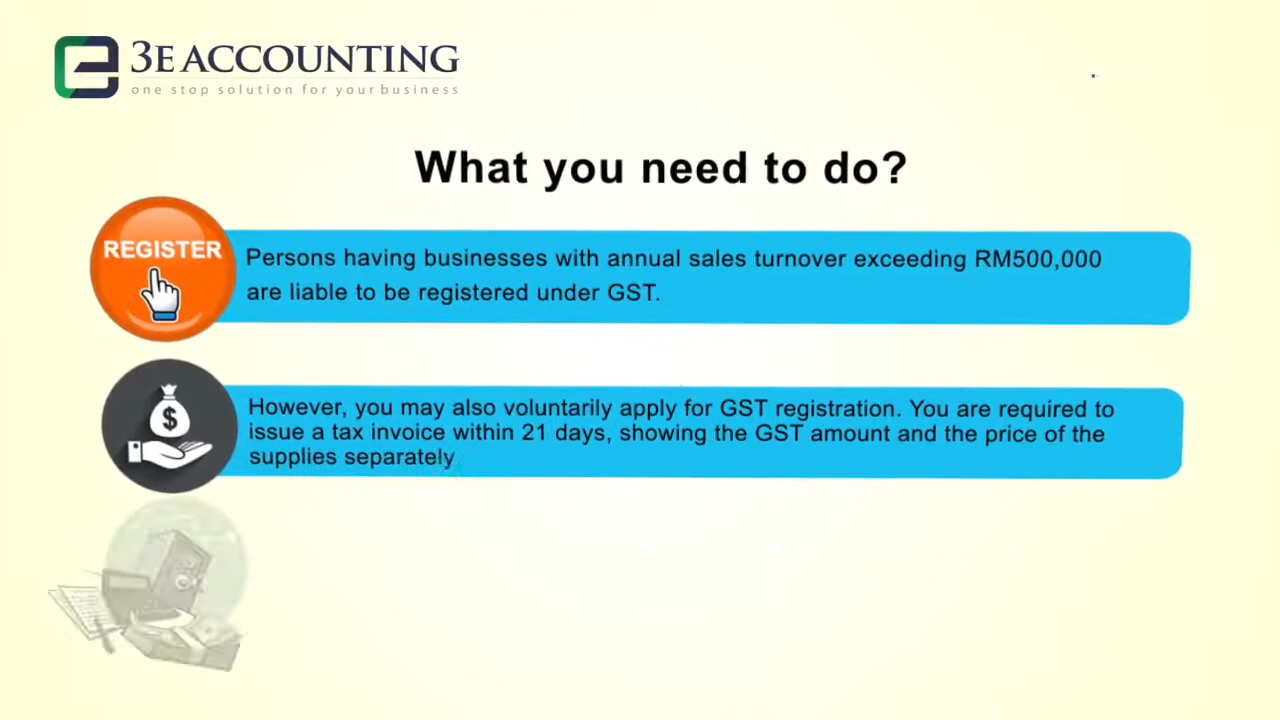 3E ACCOUNTING
one stop solution for your business
What you need to do?
REGISTER
Persons having businesses with annual sales turnover exceeding RM500,000
are liable to be registered under GST.
$
However, you may also voluntarily apply for GST registration. You are required to
issue a tax invoice within 21 days, showing the GST amount and the price of the
supplies separately